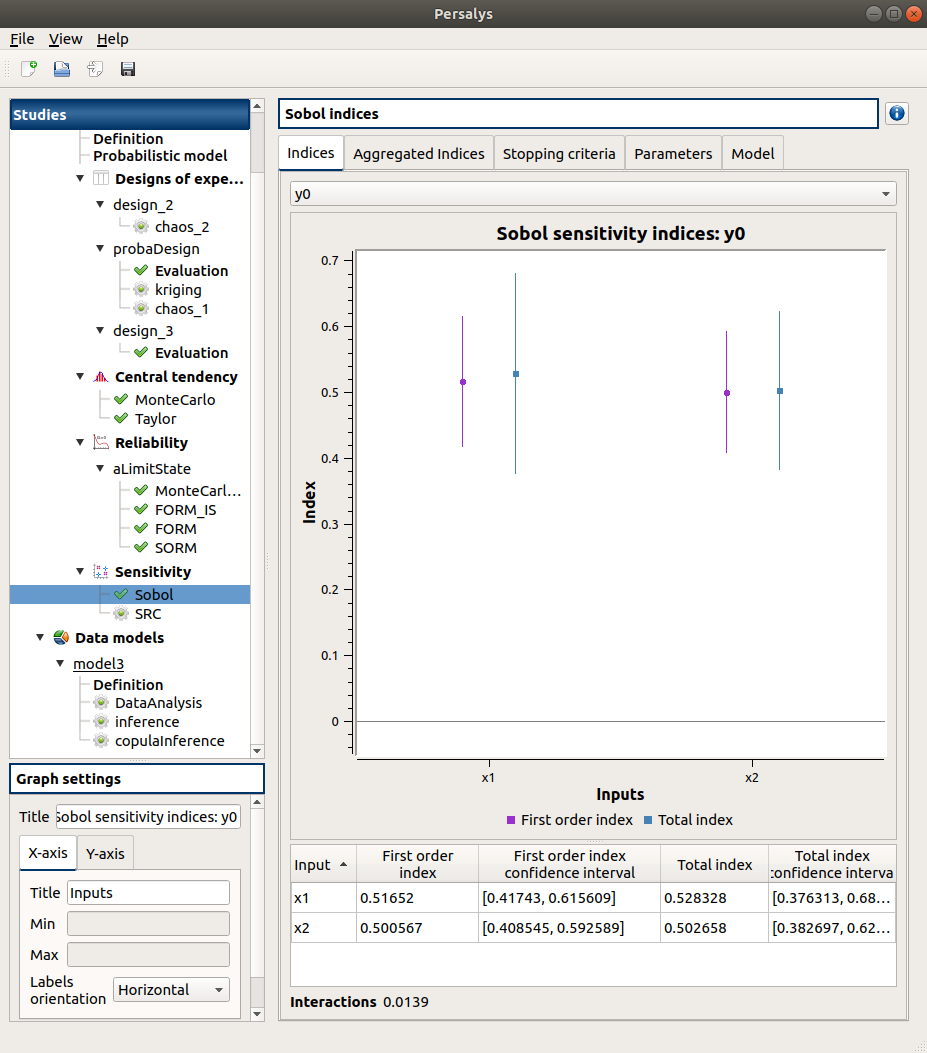 Persalys
File View Help
Studies
Definition
Probabilistic model
Designs of expe...
design_2
chaos_2
probaDesign
Evaluation
kriging
chaos_1
design_3
Evaluation
Central tendency
MonteCarlo
Taylor
Reliability
aLimitState
MonteCarl...
FORM_IS
FORM
SORM
Sensitivity
Sobol
SRC
Data models
model3
Definition
DataAnalysis
inference
copulaInference
Graph settings
Title Sobol sensitivity indices: y0
X-axis Y-axis
Title Inputs
Min
Max
Labels
orientation Horizontal
Sobol indices
Indices Aggregated Indices Stopping criteria Parameters Model
y0
Sobol sensitivity indices: y0
0.7
0.6
0.5
0.4
0.3
0.2
0.1
0
Index
x1 x2
Inputs
First order index Total index
Input First order index First order index confidence interval Total index Total index confidence interva
x1 0.51652 [0.41743, 0.615609] 0.528328 [0.376313, 0.68...
x2 0.500567 [0.408545, 0.592589] 0.502658 [0.382697, 0.62...
Interactions 0.0139